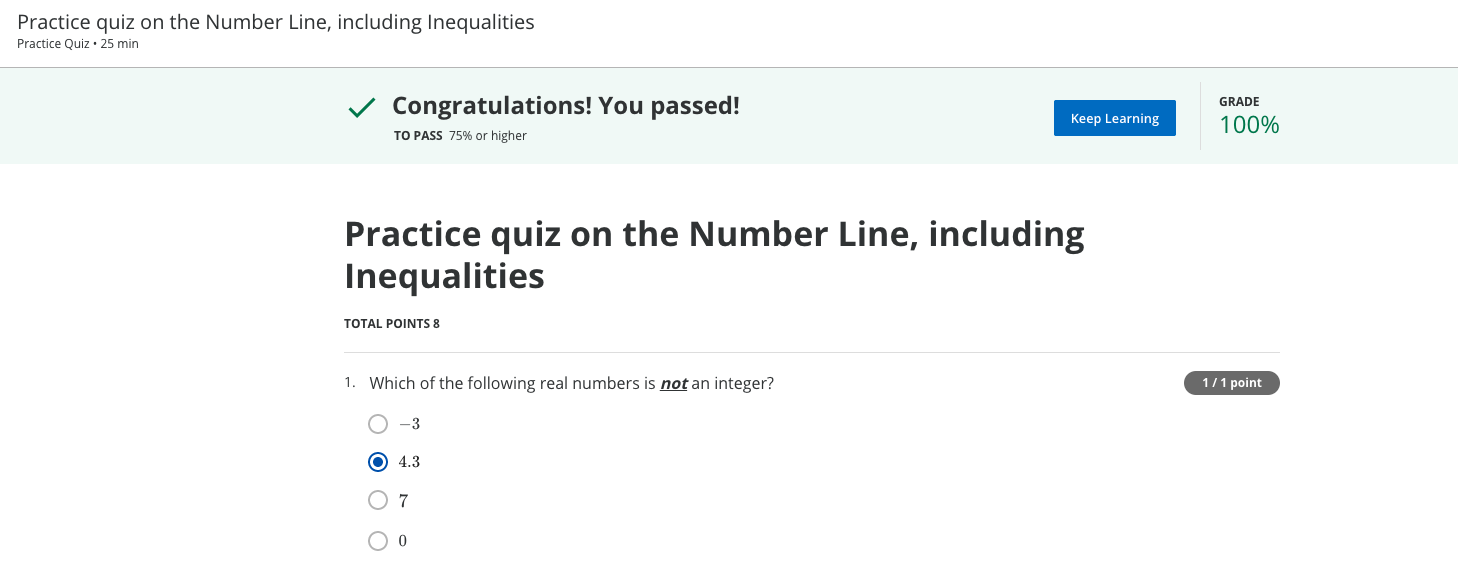 Practice quiz on the Number Line, including Inequalities
Practice Quiz • 25 min
Congratulations! You passed!
TO PASS 75% or higher
Keep Learning
GRADE
100%
Practice quiz on the Number Line, including
Inequalities
TOTAL POINTS 8
1. Which of the following real numbers is not an integer?
1 / 1 point
−3
4.3
7
0